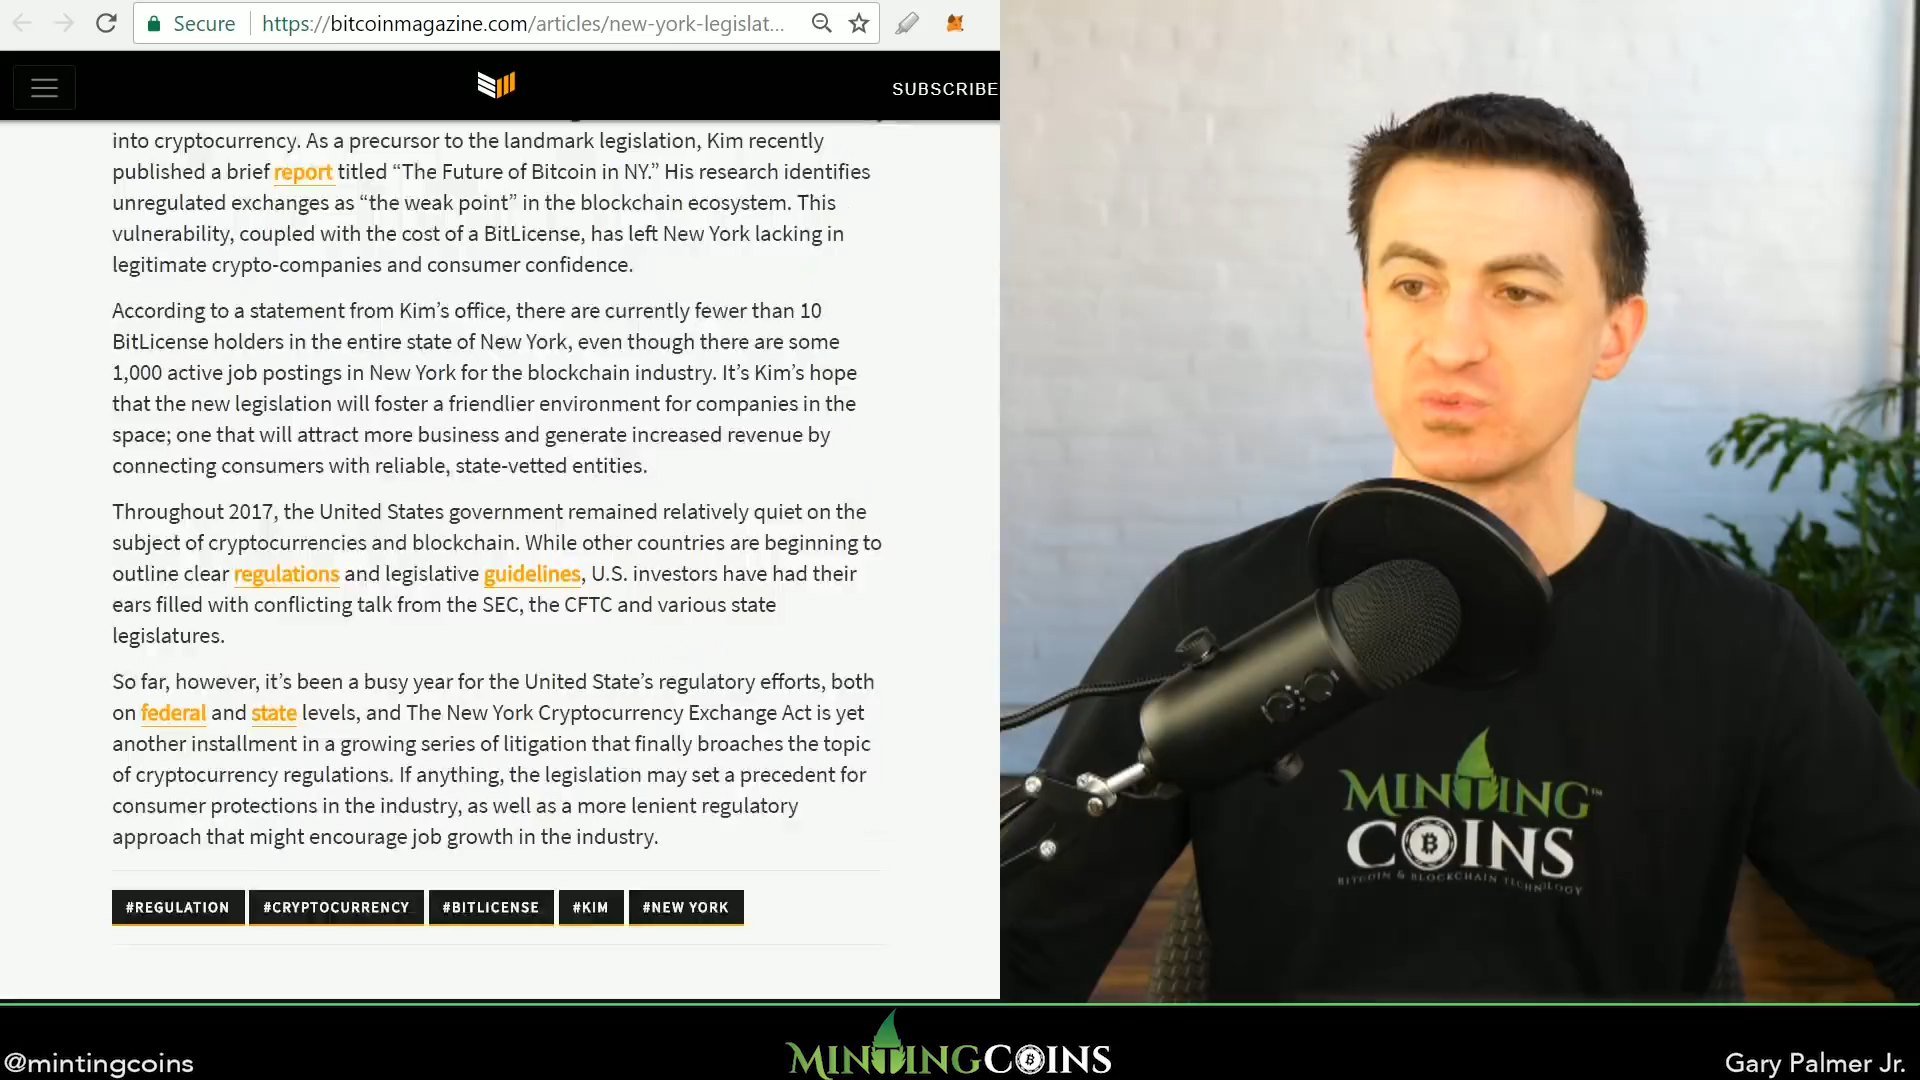 Secure https://bitcoinmagazine.com/articles/new-york-legislat...
SUBSCRIBE
into cryptocurrency. As a precursor to the landmark legislation, Kim recently
published a brief report titled “The Future of Bitcoin in NY.” His research identifies
unregulated exchanges as “the weak point” in the blockchain ecosystem. This
vulnerability, coupled with the cost of a BitLicense, has left New York lacking in
legitimate crypto-companies and consumer confidence.
According to a statement from Kim’s office, there are currently fewer than 10
BitLicense holders in the entire state of New York, even though there are some
1,000 active job postings in New York for the blockchain industry. It’s Kim’s hope
that the new legislation will foster a friendlier environment for companies in the
space; one that will attract more business and generate increased revenue by
connecting consumers with reliable, state-vetted entities.
Throughout 2017, the United States government remained relatively quiet on the
subject of cryptocurrencies and blockchain. While other countries are beginning to
outline clear regulations and legislative guidelines, U.S. investors have had their
ears filled with conflicting talk from the SEC, the CFTC and various state
legislatures.
So far, however, it’s been a busy year for the United State’s regulatory efforts, both
on federal and state levels, and The New York Cryptocurrency Exchange Act is yet
another installment in a growing series of litigation that finally broaches the topic
of cryptocurrency regulations. If anything, the legislation may set a precedent for
consumer protections in the industry, as well as a more lenient regulatory
approach that might encourage job growth in the industry.
#REGULATION #CRYPTOCURRENCY #BITLICENSE #KIM #NEW YORK
MINTING™
COINS
BITCOIN & BLOCKCHAIN TECHNOLOGY
@mintingcoins
MINTINGCOINS
Gary Palmer Jr.